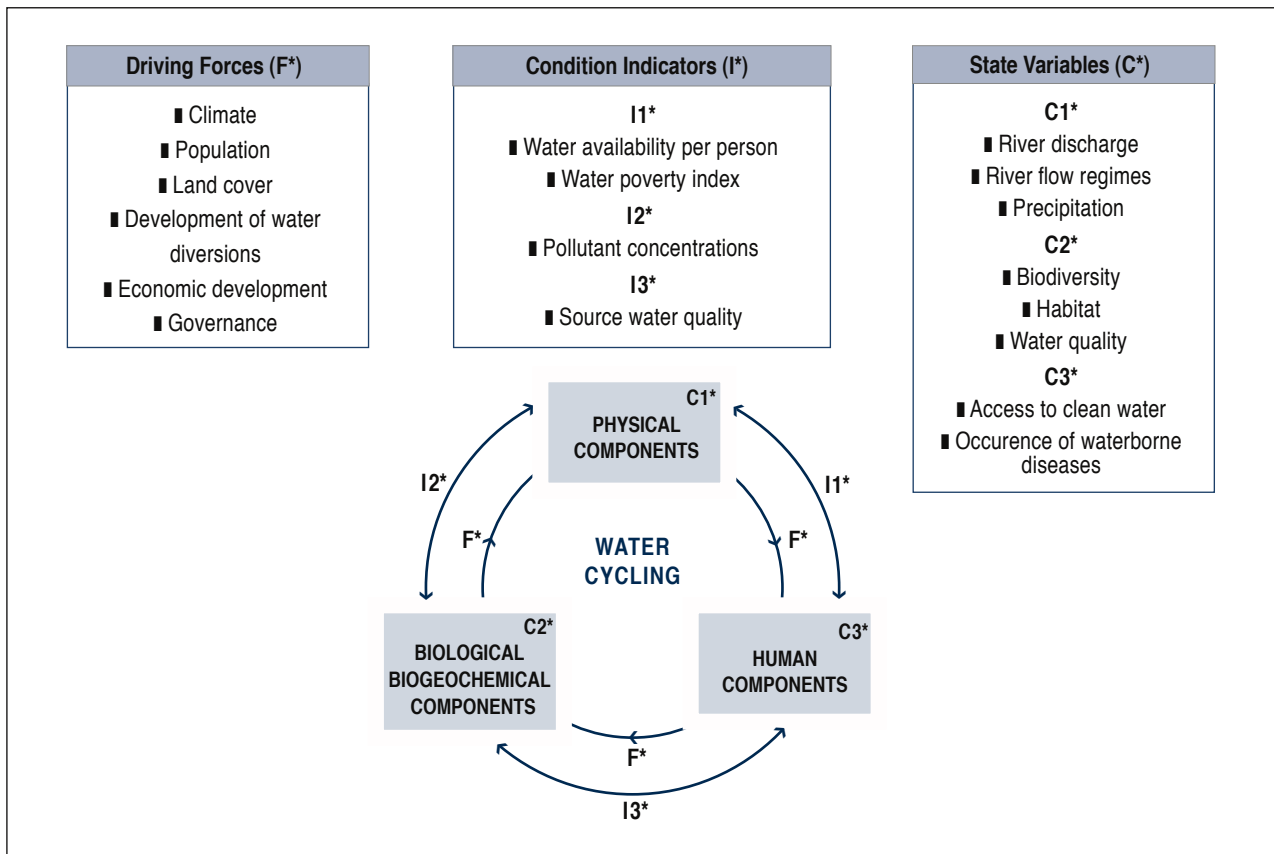 Driving Forces (F*)
▮ Climate
▮ Population
▮ Land cover
▮ Development of water
diversions
▮ Economic development
▮ Governance
Condition Indicators (I*)
I1*
▮ Water availability per person
▮ Water poverty index
I2*
▮ Pollutant concentrations
I3*
▮ Source water quality
State Variables (C*)
C1*
▮ River discharge
▮ River flow regimes
▮ Precipitation
C2*
▮ Biodiversity
▮ Habitat
▮ Water quality
C3*
▮ Access to clean water
▮ Occurence of waterborne
diseases
C1*
PHYSICAL
COMPONENTS
I2*
I1*
F*
WATER
CYCLING
F*
C2*
BIOLOGICAL
BIOGEOCHEMICAL
COMPONENTS
C3*
HUMAN
COMPONENTS
F*
I3*